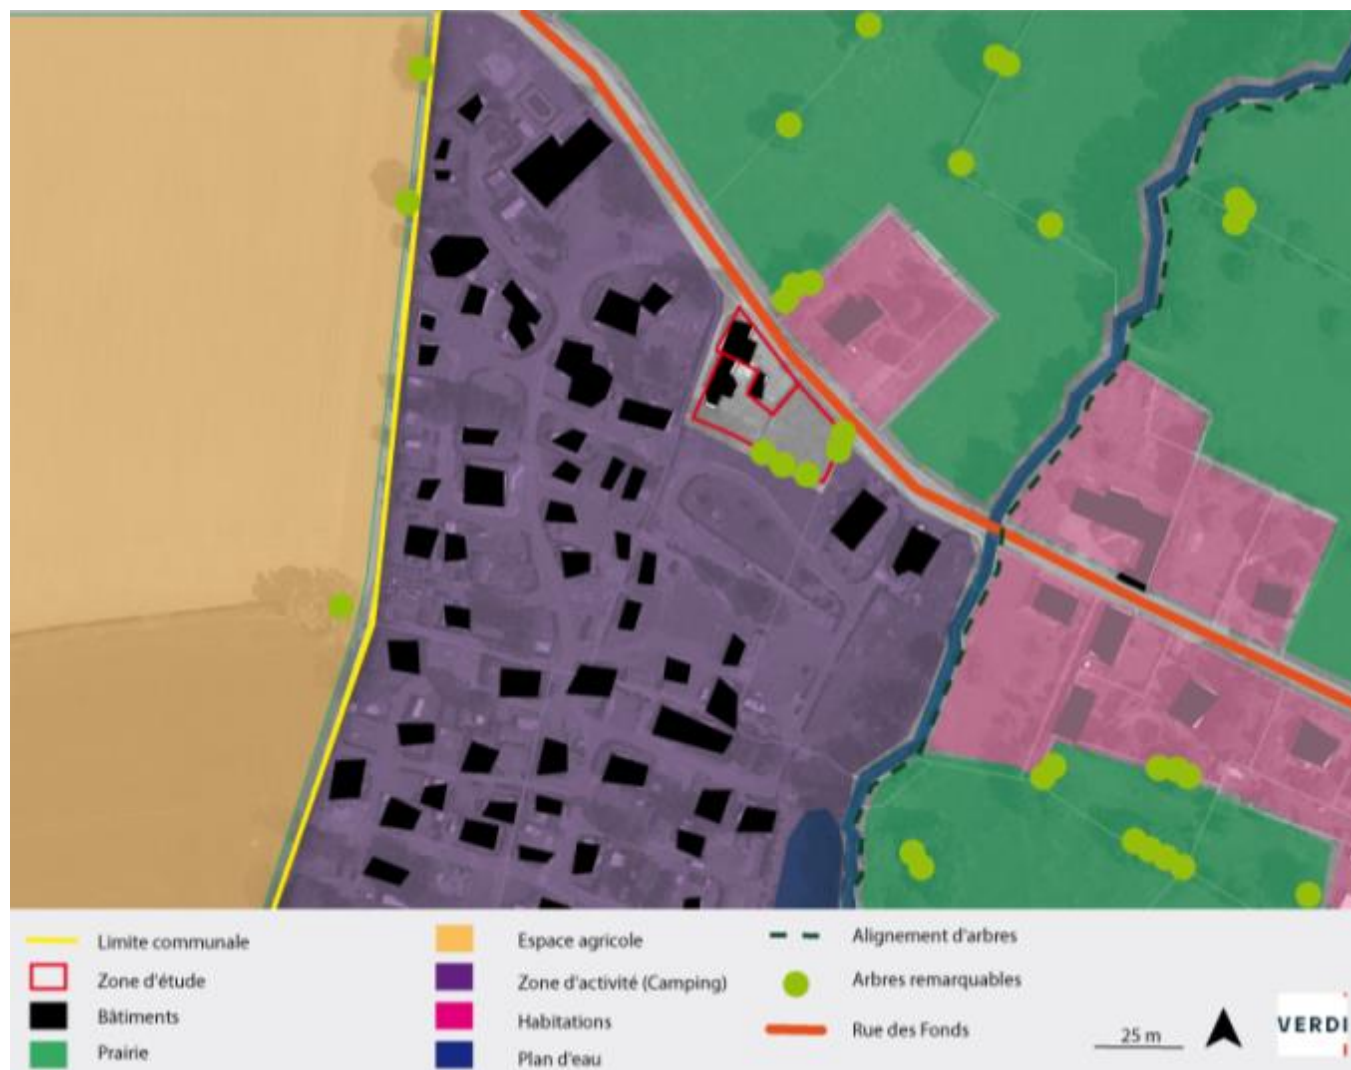 Limite communale
Zone d'étude
Bâtiments
Prairie
Espace agricole
Zone d'activité (Camping)
Habitations
Plan d'eau
Alignement d'arbres
Arbres remarquables
Rue des Fonds
25 m
VERDI